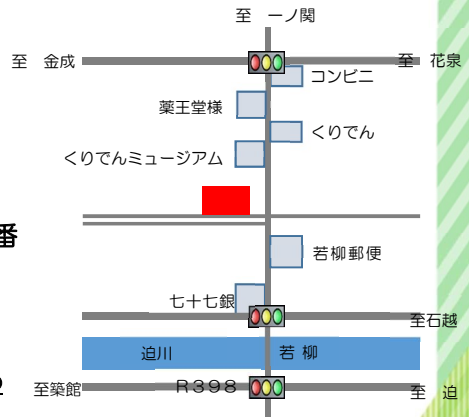 至 一ノ関
至 金成
至 花泉
コンビニ
薬王堂様
くりでん
くりでんミュージアム
番
若柳郵便
七十七銀
至石越
迫川
若 柳
2
至築館
R398
至 迫